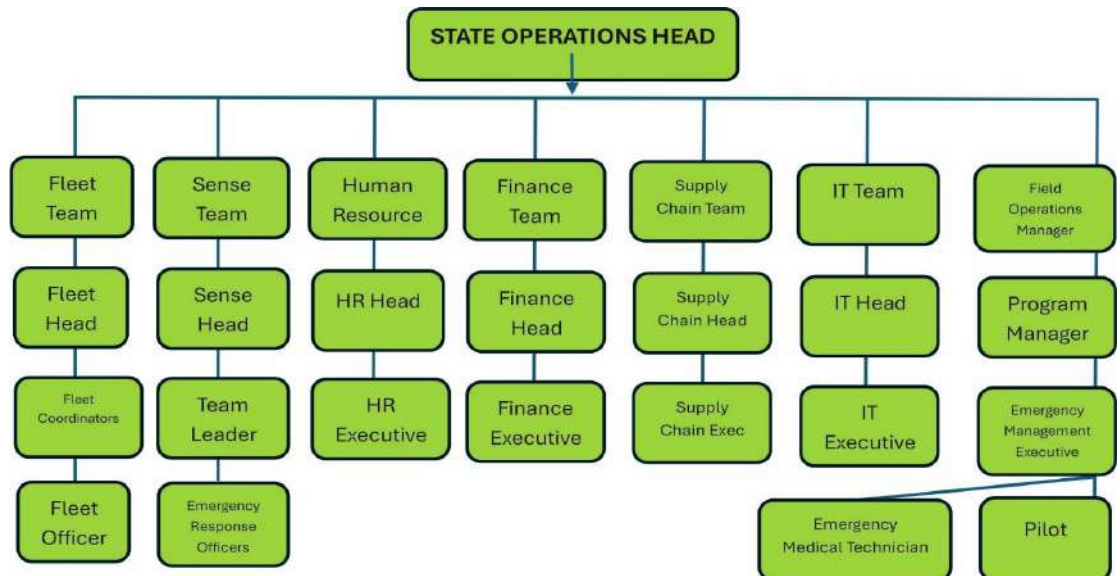 STATE OPERATIONS HEAD
Fleet
Team
Sense
Team
Human
Resource
Finance
Team
Supply
Chain Team
IT Team
Field
Operations
Manager
Fleet
Head
Sense
Head
HR Head
Finance
Head
Supply
Chain Head
IT Head
Program
Manager
Fleet
Coordinators
Team
Leader
HR
Executive
Finance
Executive
Supply
Chain Exec
IT
Executive
Emergency
Management
Executive
Fleet
Officer
Emergency
Response
Officers
Emergency
Medical Technician
Pilot